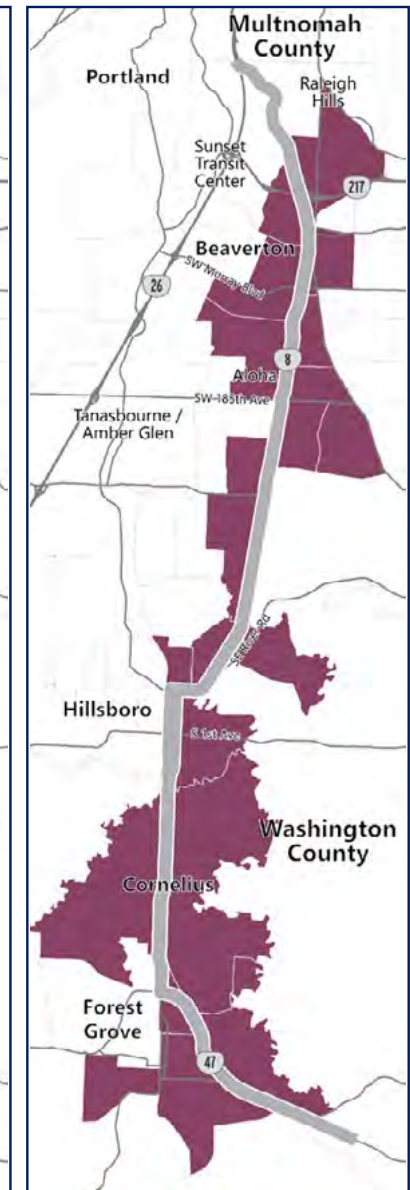 Multnomah
County
Portland
Raleigh
Hills
Sunset
Transit
Center
217
Beaverton
SW Murray Blvd
26
8
Aloha
SW 185th Ave
Tanasbourne /
Amber Glen
Hillsboro
S 1st Ave
Washington
County
Cornelius
Forest
Grove
47